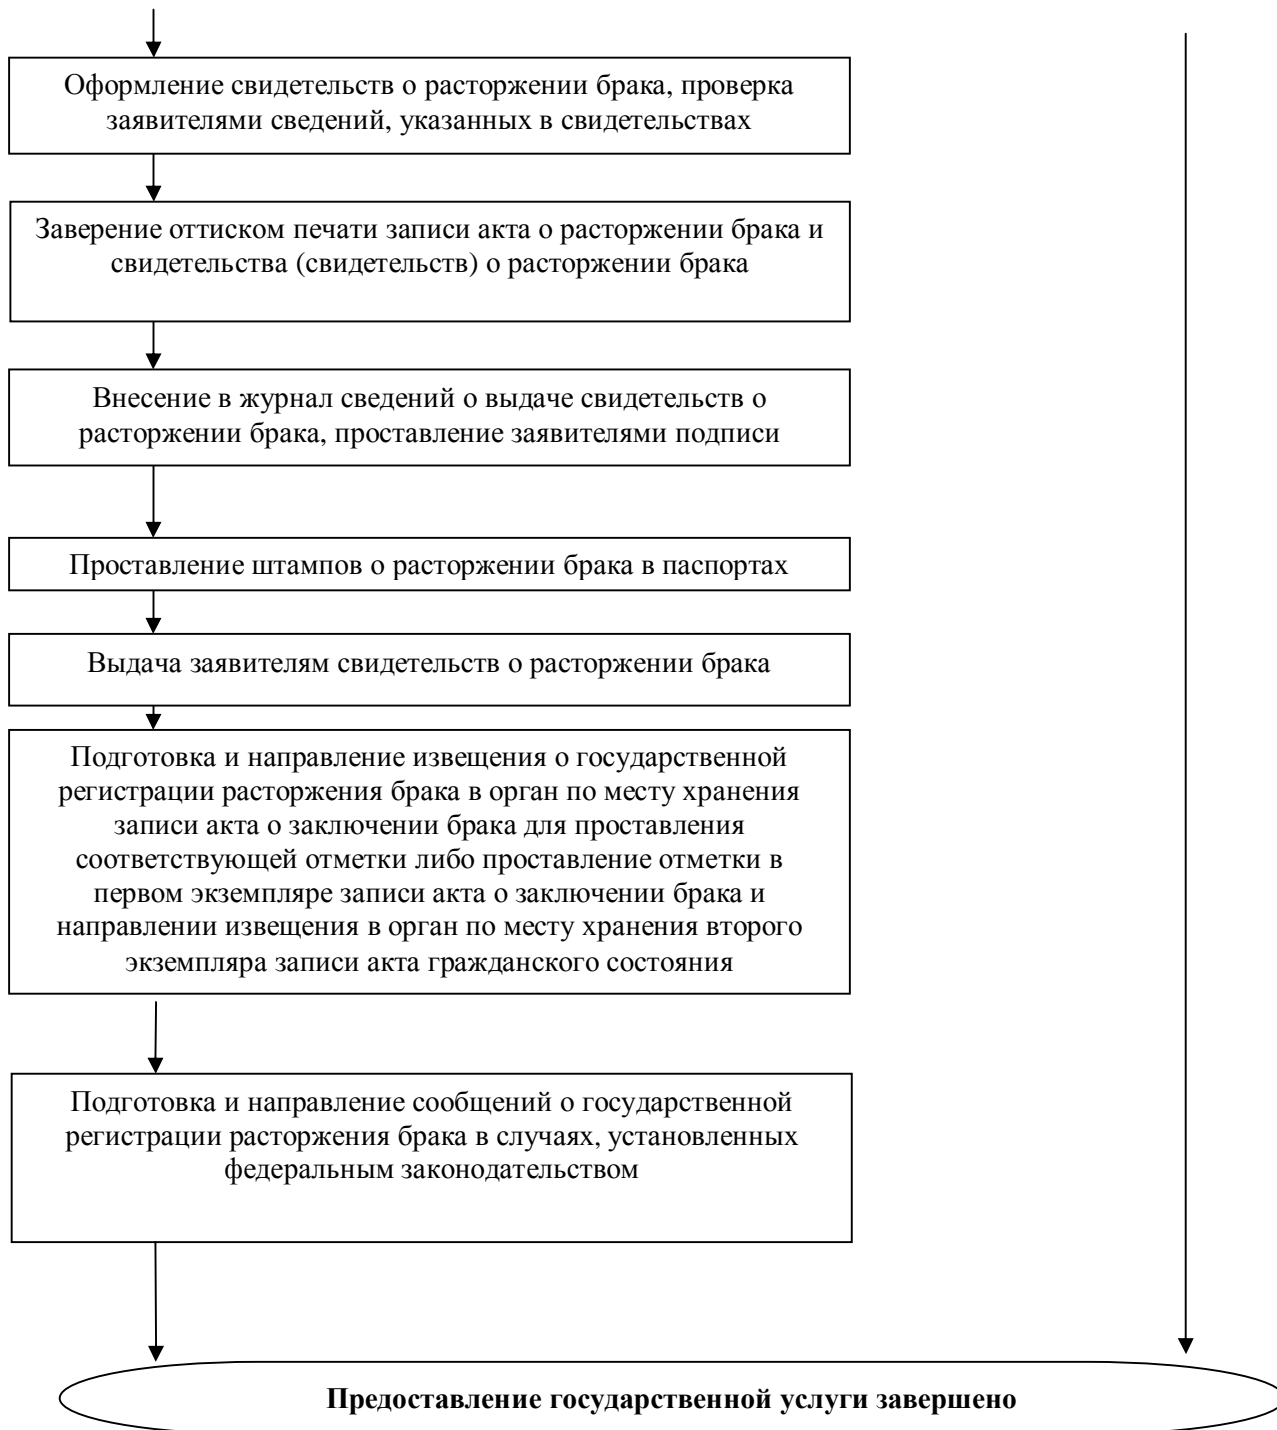 Оформление свидетельств о расторжении брака, проверка
заявителями сведений, указанных в свидетельствах
Заверение оттиском печати записи акта о расторжении брака и
свидетельства (свидетельств) о расторжении брака
Внесение в журнал сведений о выдаче свидетельств о
расторжении брака, проставление заявителями подписи
Проставление штампов о расторжении брака в паспортах
Выдача заявителям свидетельств о расторжении брака
Подготовка и направление извещения о государственной
регистрации расторжения брака в орган по месту хранения
записи акта о заключении брака для проставления
соответствующей отметки либо проставление отметки в
первом экземпляре записи акта о заключении брака и
направлении извещения в орган по месту хранения второго
экземпляра записи акта гражданского состояния
Подготовка и направление сообщений о государственной
регистрации расторжения брака в случаях, установленных
федеральным законодательством
Предоставление государственной услуги завершено